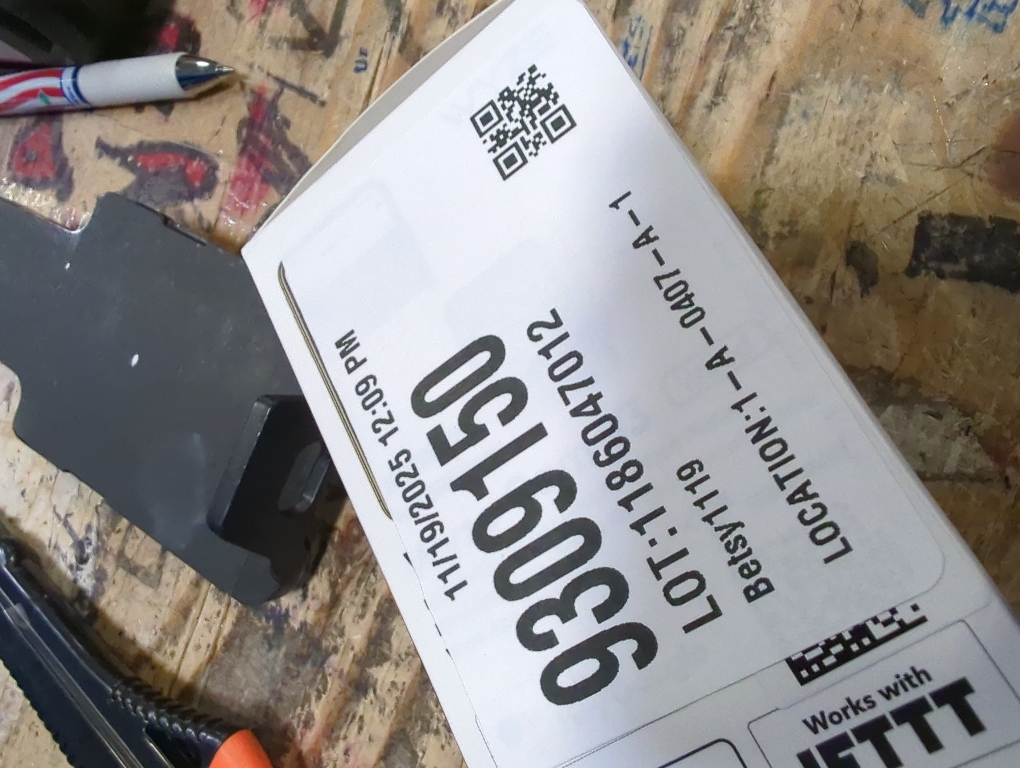 11/19/2025 12:09 PM
9309150
LOT:1186047012
Betsy1119
LOCATION:1-A-0407-A-1
Works with
IFTTT